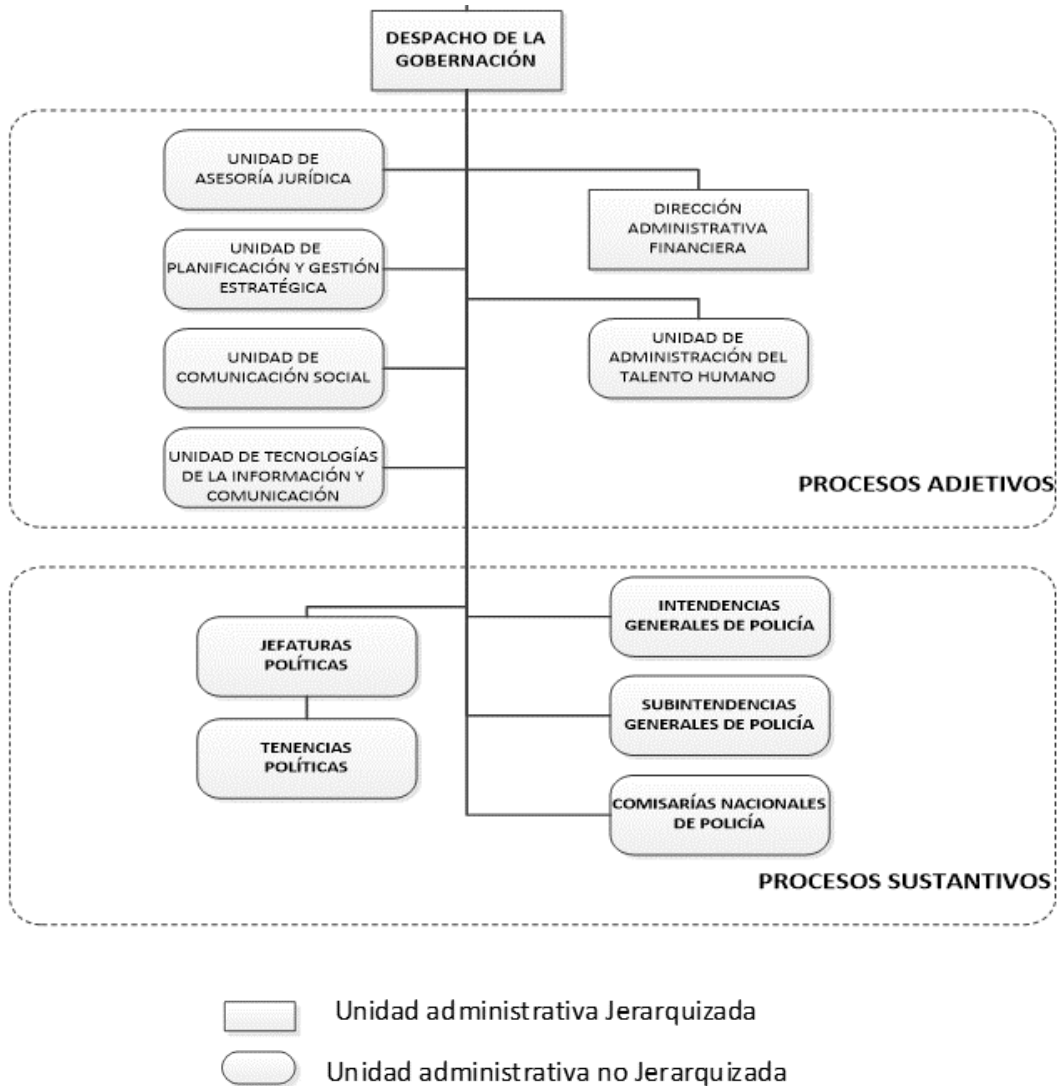 DESPACHO DE LA
GOBERNACIÓN
UNIDAD DE
ASESORÍA JURÍDICA
DIRECCIÓN
ADMINISTRATIVA
FINANCIERA
UNIDAD DE
PLANIFICACIÓN Y GESTIÓN
ESTRATÉGICA
UNIDAD DE
ADMINISTRACIÓN DEL
TALENTO HUMANO
UNIDAD DE
COMUNICACIÓN SOCIAL
UNIDAD DE TECNOLOGÍAS
DE LA INFORMACIÓN Y
COMUNICACIÓN
PROCESOS ADJETIVOS
JEFATURAS
POLÍTICAS
TENENCIAS
POLÍTICAS
INTENDENCIAS
GENERALES DE POLICÍA
SUBINTENDENCIAS
GENERALES DE POLICÍA
COMISARÍAS NACIONALES
DE POLICÍA
PROCESOS SUSTANTIVOS
Unidad administrativa Jerarquizada
Unidad administrativa no Jerarquizada